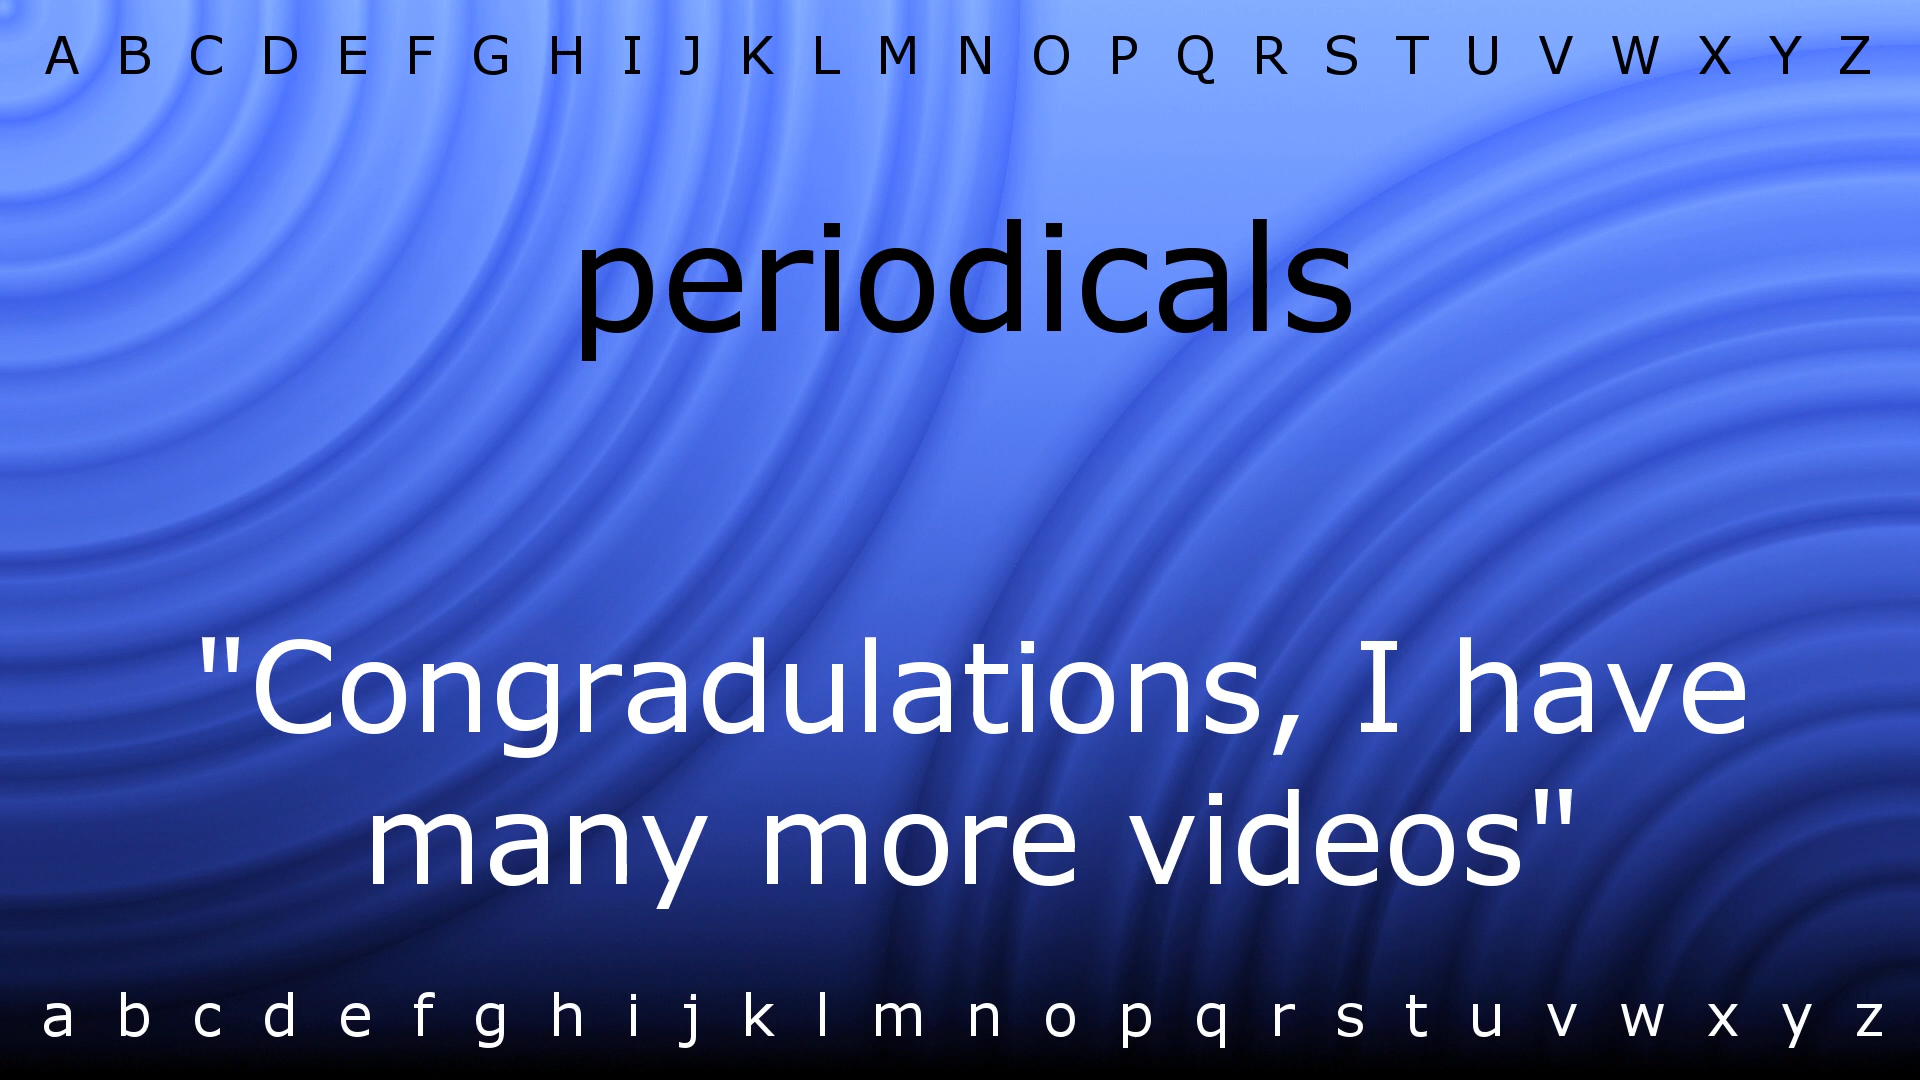 A B C D E F G H I J K L M N O P Q R S T U V W X Y Z
periodicals
"Congradulations, I have
many more videos"
a b c d e f g h i j k l m n o p q r s t u v w x y z